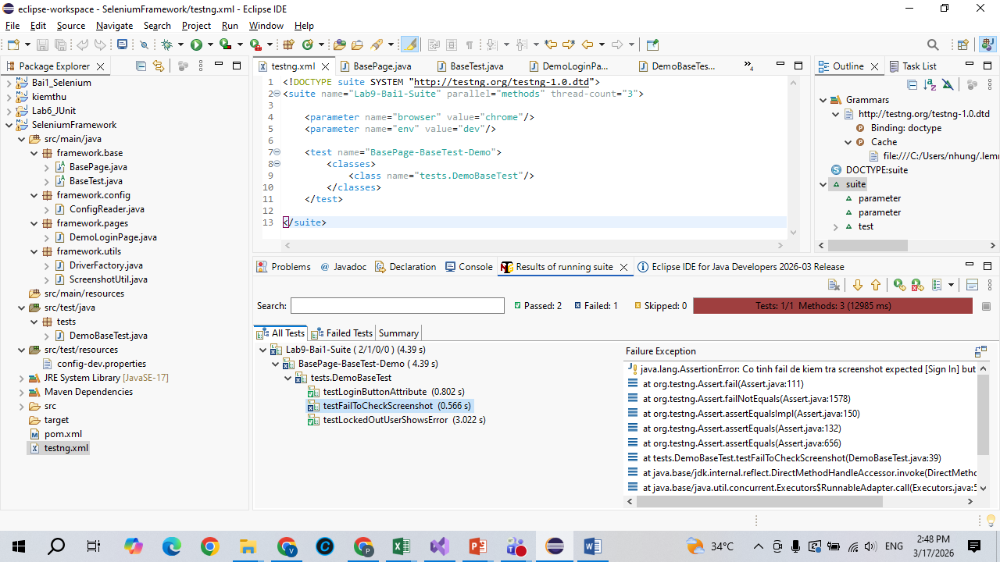 eclipse-workspace - SeleniumFramework/testng.xml - Eclipse IDE
File Edit Source Navigate Search Project Run Window Help
Package Explorer
Bai1_Selenium
kiemthu
Lab6_JUnit
SeleniumFramework
src/main/java
framework.base
BasePage.java
BaseTest.java
framework.config
ConfigReader.java
framework.pages
DemoLoginPage.java
framework.utils
DriverFactory.java
ScreenshotUtil.java
src/main/resources
src/test/java
tests
DemoBaseTest.java
src/test/resources
config-dev.properties
JRE System Library [JavaSE-17]
Maven Dependencies
src
target
pom.xml
testng.xml
testng.xml BasePage.java BaseTest.java DemoLoginPa... DemoBaseTes... 4
1 <!DOCTYPE suite SYSTEM "http://testng.org/testng-1.0.dtd">
2 <suite name="Lab9-Bai1-Suite" parallel="methods" thread-count="3">
3
4 <parameter name="browser" value="chrome"/>
5 <parameter name="env" value="dev"/>
6
7 <test name="BasePage-BaseTest-Demo">
8 <classes>
9 <class name="tests.DemoBaseTest"/>
10 </classes>
11 </test>
12
13 </suite>
Outline Task List
Grammars
http://testng.org/testng-1.0.dtd
Binding: doctype
Cache
file:///C:/Users/nhung/.lem
DOCTYPE:suite
suite
parameter
parameter
test
Problems Javadoc Declaration Console Results of running suite Eclipse IDE for Java Developers 2026-03 Release
Search: Passed: 2 Failed: 1 Skipped: 0 Tests: 1/1 Methods: 3 (12985 ms)
All Tests Failed Tests Summary
Lab9-Bai1-Suite ( 2/1/0/0 ) (4.39 s)
BasePage-BaseTest-Demo ( 4.39 s)
tests.DemoBaseTest
testLoginButtonAttribute (0.802 s)
testFailToCheckScreenshot (0.566 s)
testLockedOutUserShowsError (3.022 s)
Failure Exception
java.lang.AssertionError: Co tinh fail de kiem tra screenshot expected [Sign In] but
at org.testng.Assert.fail(Assert.java:111)
at org.testng.Assert.failNotEquals(Assert.java:1578)
at org.testng.Assert.assertEqualsImpl(Assert.java:150)
at org.testng.Assert.assertEquals(Assert.java:132)
at org.testng.Assert.assertEquals(Assert.java:656)
at tests.DemoBaseTest.testFailToCheckScreenshot(DemoBaseTest.java:39)
at java.base/jdk.internal.reflect.DirectMethodHandleAccessor.invoke(DirectMetho
at java.base/java.util.concurrent.Executors$RunnableAdapter.call(Executors.java:5
34°C ENG 2:48 PM
3/17/2026